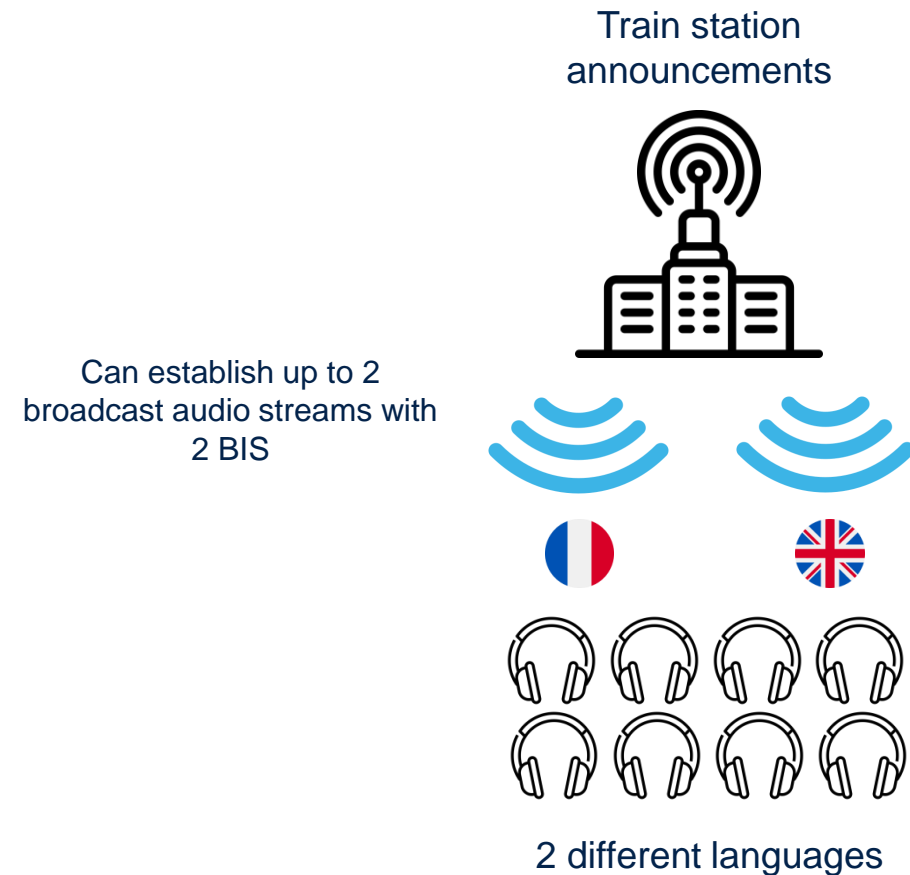 Train station
announcements
Can establish up to 2
broadcast audio streams with
2 BIS
2 different languages